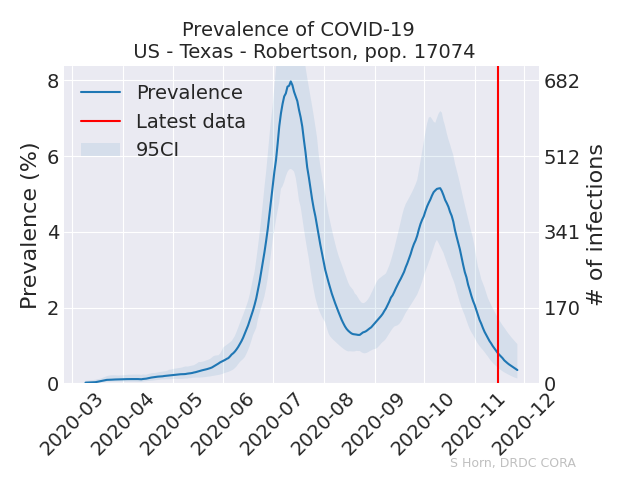 Prevalence of COVID-19
US - Texas - Robertson, pop. 17074
Prevalence
Latest data
95CI
Prevalence (%)
8
6
4
2
0
682
512
341
170
0
# of infections
2020-03
2020-04
2020-05
2020-06
2020-07
2020-08
2020-09
2020-10
2020-11
2020-12
S Horn, DRDC CORA